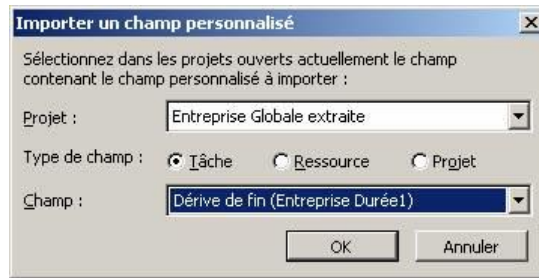 Importer un champ personnalisé
Sélectionnez dans les projets ouverts actuellement le champ
contenant le champ personnalisé à importer :
Projet : Entreprise Globale extraite
Type de champ : Tâche Ressource Projet
Champ : Dérive de fin (Entreprise Durée1)
OK Annuler